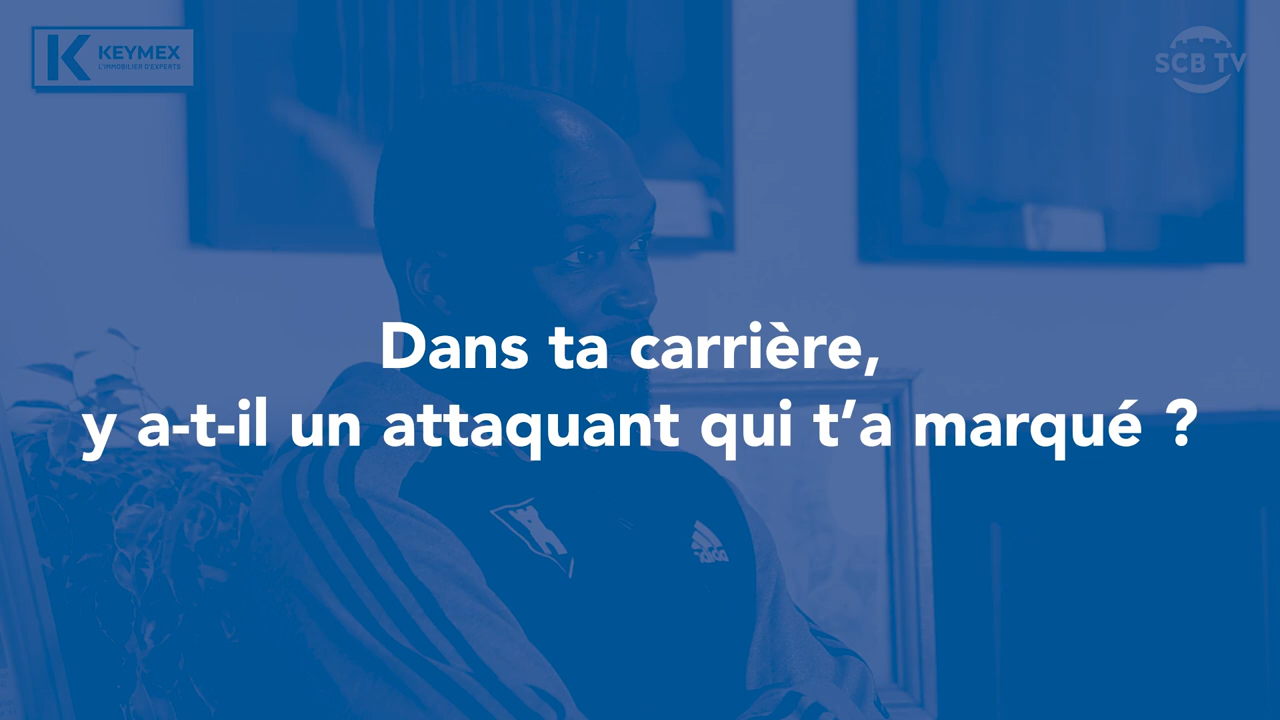 KEYMEX
L'IMMOBILIER D'EXPERTS
SCB TV
Dans ta carrière,
y a-t-il un attaquant qui t’a marqué ?
adidas